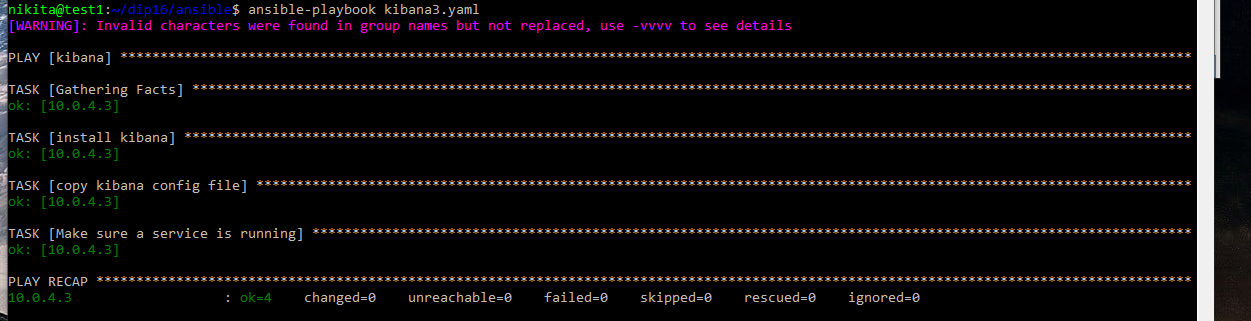 nikita@test1:~/dip16/ansible$ ansible-playbook kibana3.yaml
[WARNING]: Invalid characters were found in group names but not replaced, use -vvvv to see details
PLAY [kibana] **************************************************************************************************************************************
TASK [Gathering Facts] *****************************************************************************************************************************
ok: [10.0.4.3]
TASK [install kibana] ******************************************************************************************************************************
ok: [10.0.4.3]
TASK [copy kibana config file] *********************************************************************************************************************
ok: [10.0.4.3]
TASK [Make sure a service is running] **************************************************************************************************************
ok: [10.0.4.3]
PLAY RECAP *****************************************************************************************************************************************
10.0.4.3                   : ok=4    changed=0    unreachable=0    failed=0    skipped=0    rescued=0    ignored=0